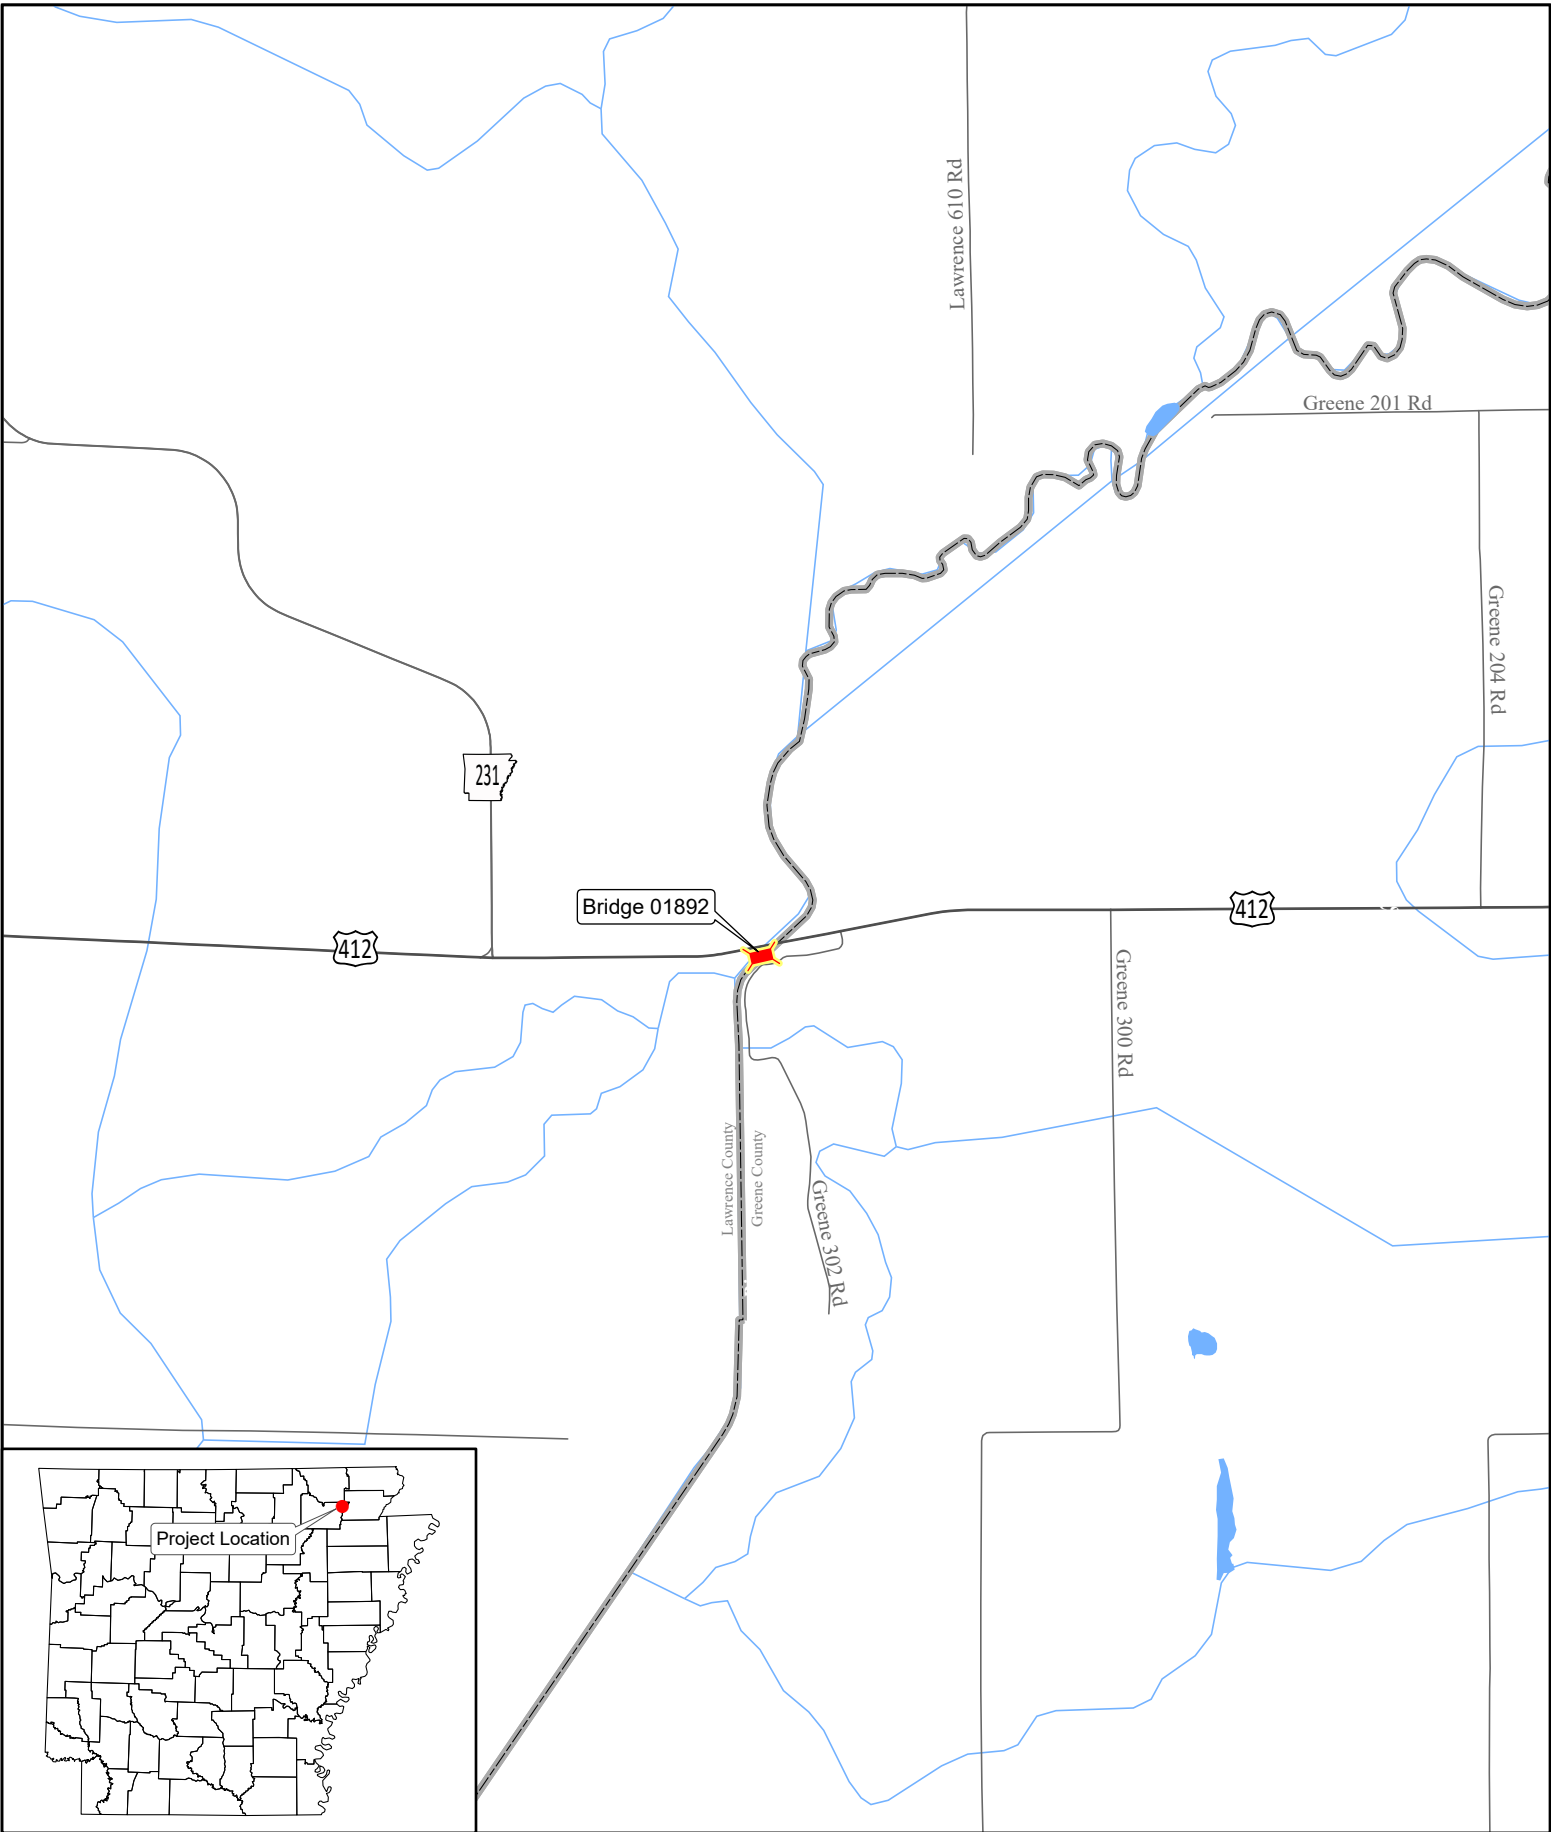 Lawrence 610 Rd
Greene 201 Rd
Greene 204 Rd
231
Bridge 01892
412
412
Greene 300 Rd
Lawrence County
Greene County
Greene 302 Rd
Project Location